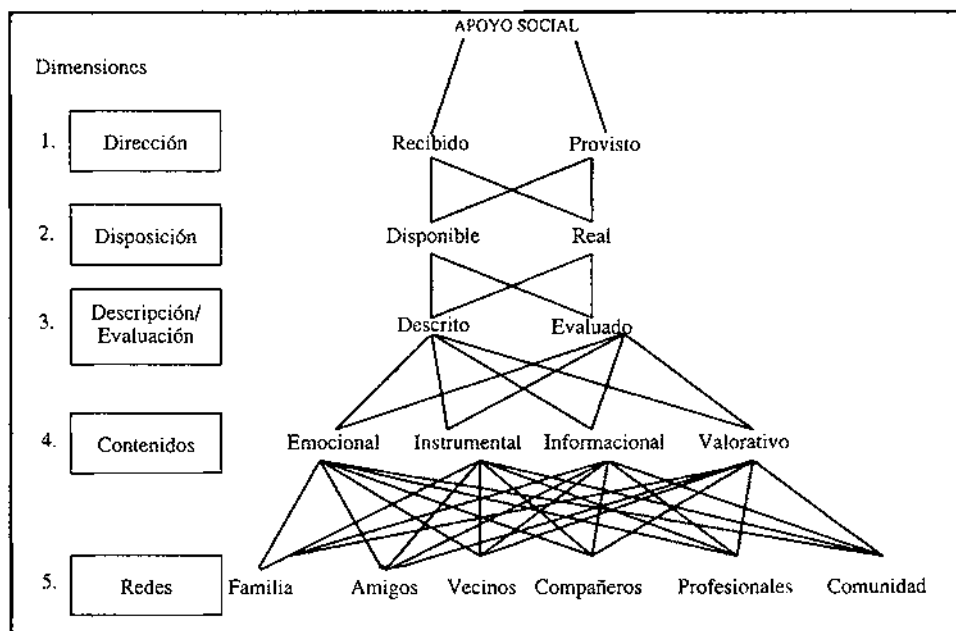 APOYO SOCIAL
Dimensiones
1. Dirección
Recibido Provisto
2. Disposición
Disponible Real
3. Descripción/
Evaluación
Descrito Evaluado
4. Contenidos
Emocional Instrumental Informacional Valorativo
5. Redes
Familia Amigos Vecinos Compañeros Profesionales Comunidad